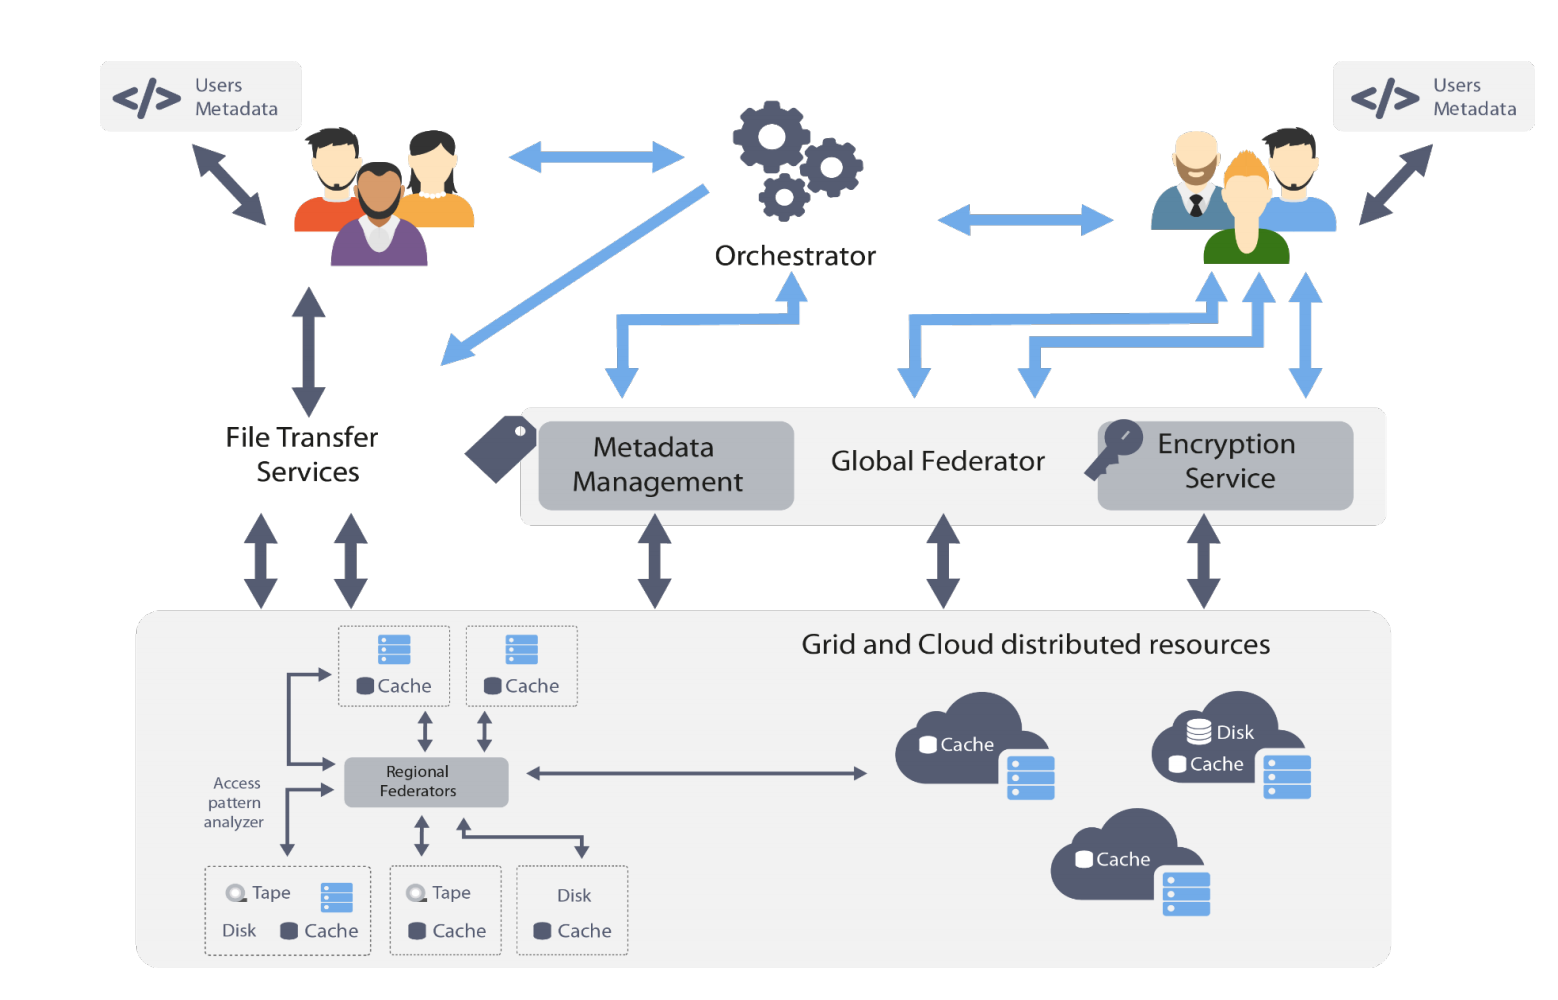 Users
Metadata
Users
Metadata
Orchestrator
File Transfer
Services
Metadata
Management
Global Federator
Encryption
Service
Grid and Cloud distributed resources
Cache
Cache
Regional
Federators
Access
pattern
analyzer
Tape
Disk
Cache
Tape
Cache
Disk
Cache
Cache
Disk
Cache
Cache